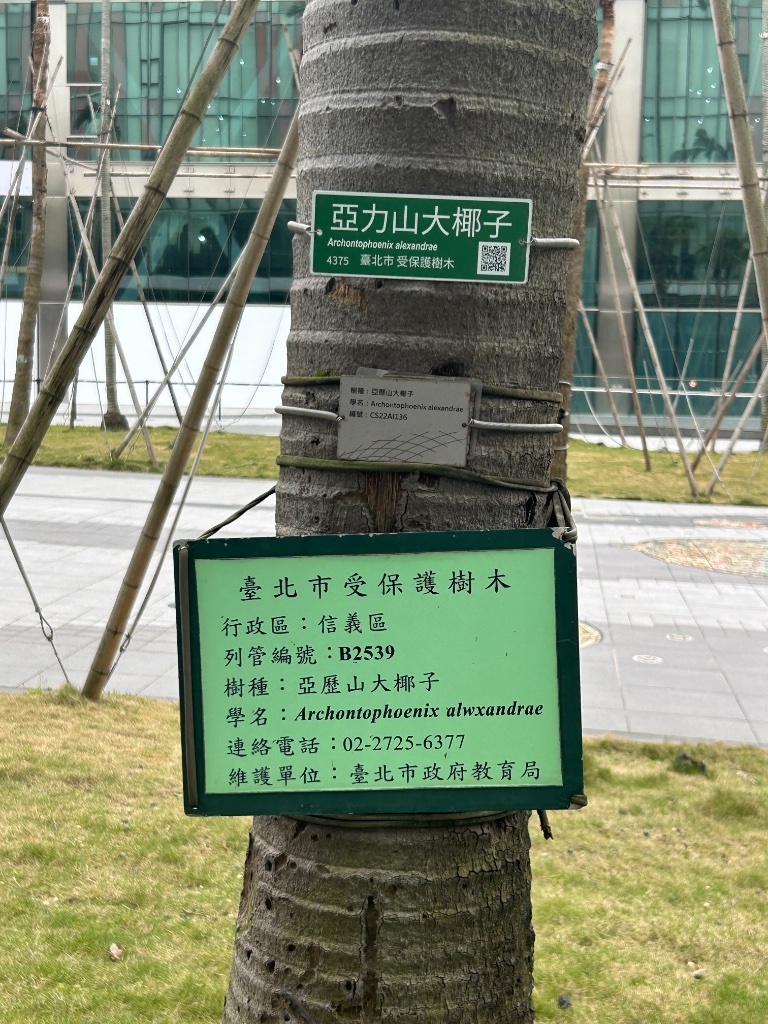 亞力山大椰子
Archontophoenix alexandrae
4375 臺北市 受保護樹木
樹種：亞歷山大椰子
學名：Archontophoenix alexandrae
編號：CS22AI136
臺北市受保護樹木
行政區：信義區
列管編號：B2539
樹種：亞歷山大椰子
學名：Archontophoenix alwxandrae
連絡電話：02-2725-6377
維護單位：臺北市政府教育局